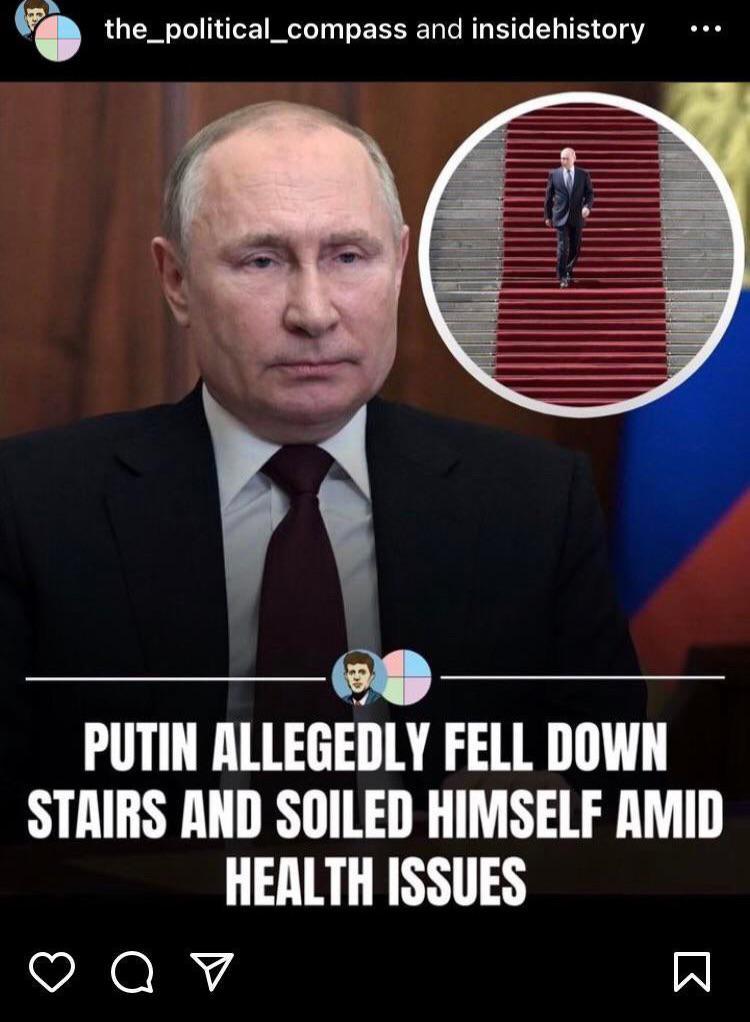 the_political_compass and insidehistory
PUTIN ALLEGEDLY FELL DOWN
STAIRS AND SOILED HIMSELF AMID
HEALTH ISSUES